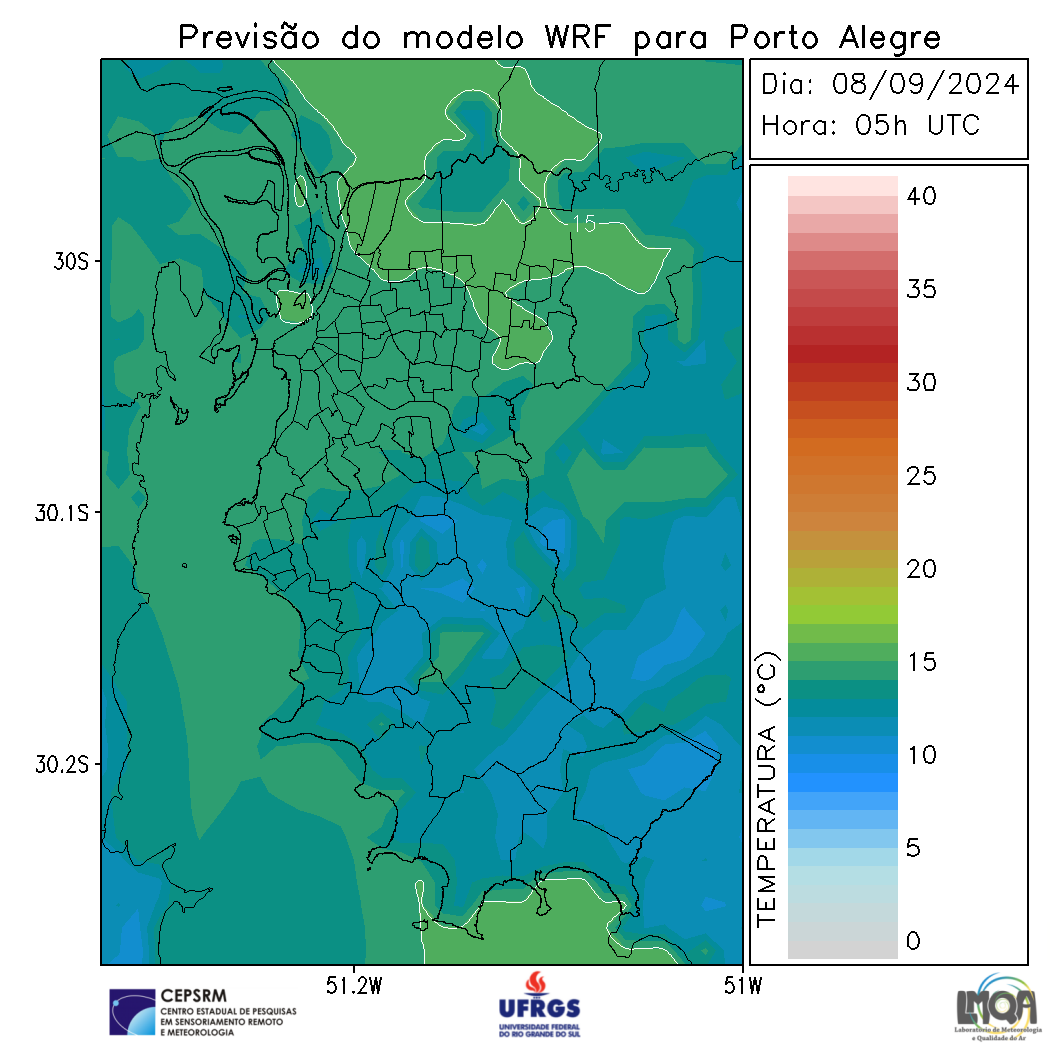 Previsão do modelo WRF para Porto Alegre
Dia: 08/09/2024
Hora: 05h UTC
40
35
30
25
20
15
10
5
0
TEMPERATURA (°C)
15
30S
30.1S
30.2S
51.2W
51W
CEPSRM
CENTRO ESTADUAL DE PESQUISAS
EM SENSORIAMENTO REMOTO
E METEOROLOGIA
UFRGS
UNIVERSIDADE FEDERAL
DO RIO GRANDE DO SUL
LMQA
Laboratório de Meteorologia
e Qualidade do Ar